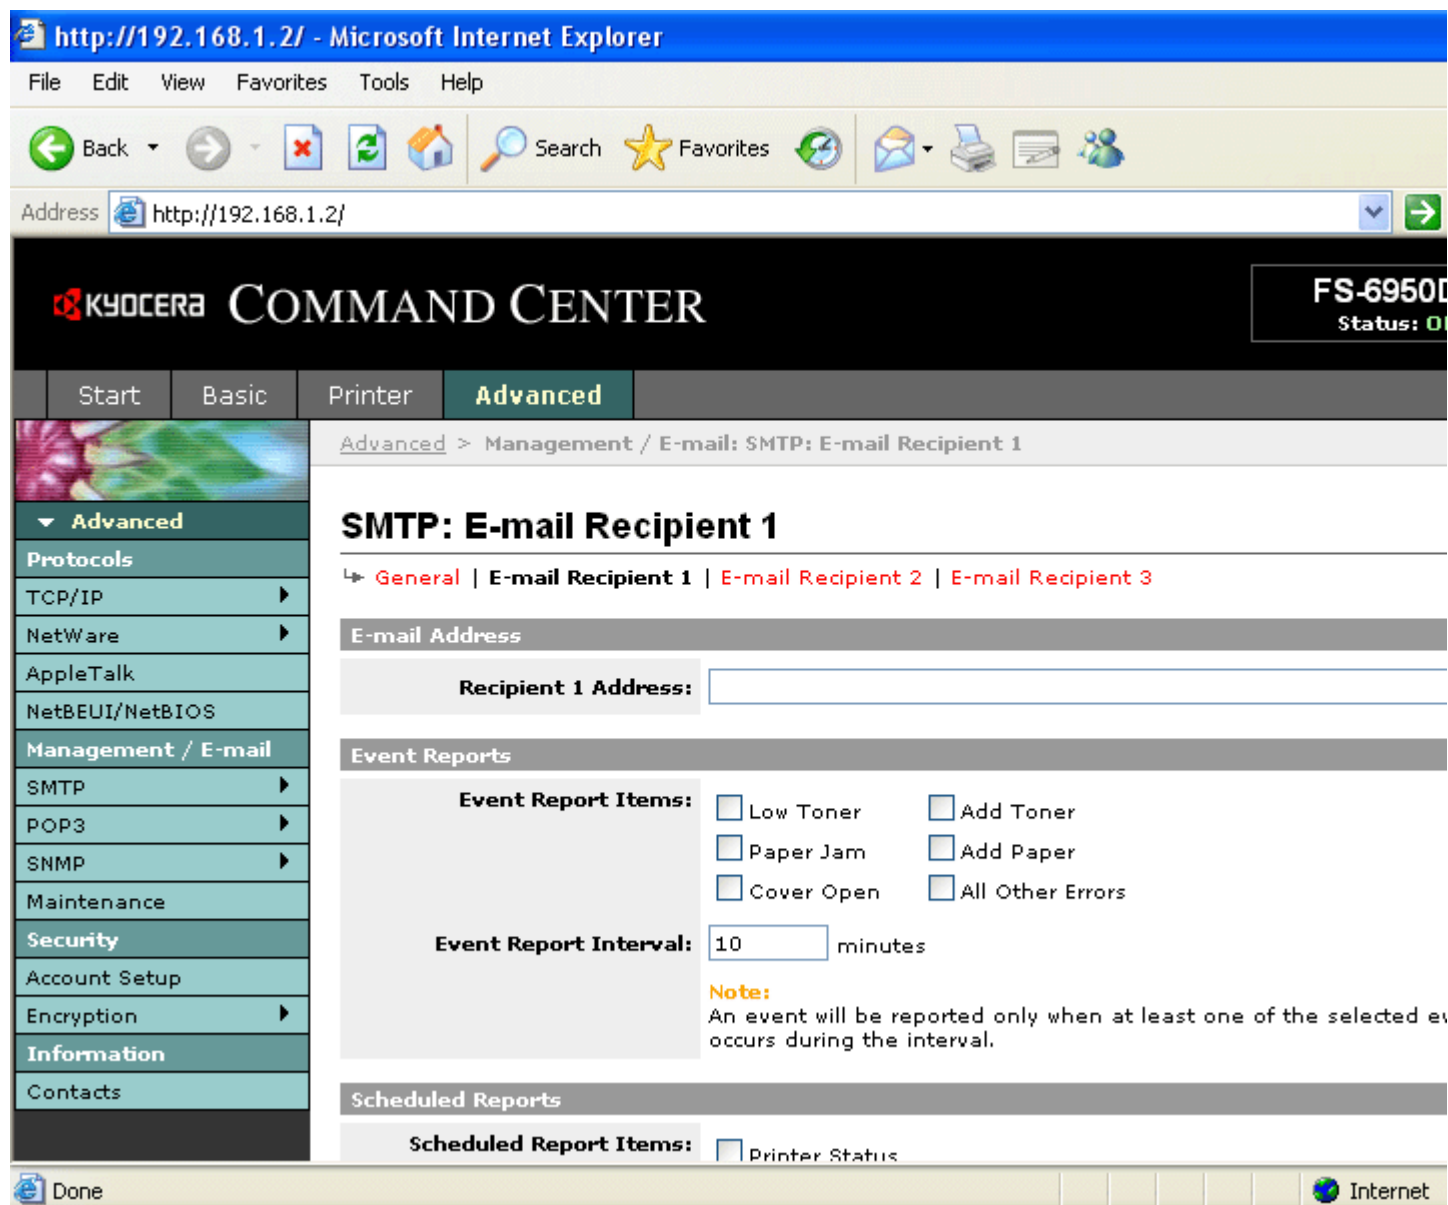 http://192.168.1.2/ - Microsoft Internet Explorer
File Edit View Favorites Tools Help
Back Search Favorites
Address http://192.168.1.2/
KYOCERA COMMAND CENTER
FS-6950D
Status:
Start Basic Printer Advanced
Advanced > Management / E-mail: SMTP: E-mail Recipient 1
Advanced
Protocols
TCP/IP
NetWare
AppleTalk
NetBEUI/NetBIOS
Management / E-mail
SMTP
POP3
SNMP
Maintenance
Security
Account Setup
Encryption
Information
Contacts
SMTP: E-mail Recipient 1
General | E-mail Recipient 1 | E-mail Recipient 2 | E-mail Recipient 3
E-mail Address
Recipient 1 Address:
Event Reports
Event Report Items:
Low Toner Add Toner
Paper Jam Add Paper
Cover Open All Other Errors
Event Report Interval: 10 minutes
Note:
An event will be reported only when at least one of the selected
occurs during the interval.
Scheduled Reports
Scheduled Report Items: Printer Status
Done Internet